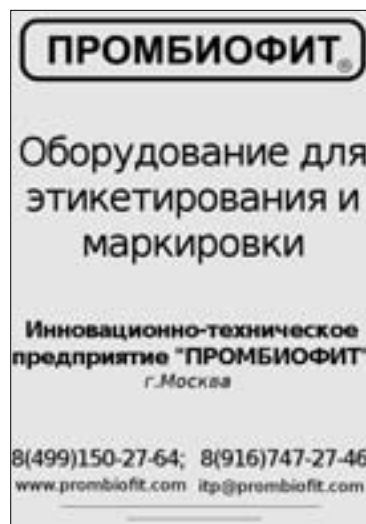 ПРОМБИОФИТ®
Оборудование для
этикетирования и
маркировки
Инновационно-техническое
предприятие "ПРОМБИОФИТ"
г.Москва
8(499)150-27-64; 8(916)747-27-46
www.prombiofit.com itp@prombiofit.com